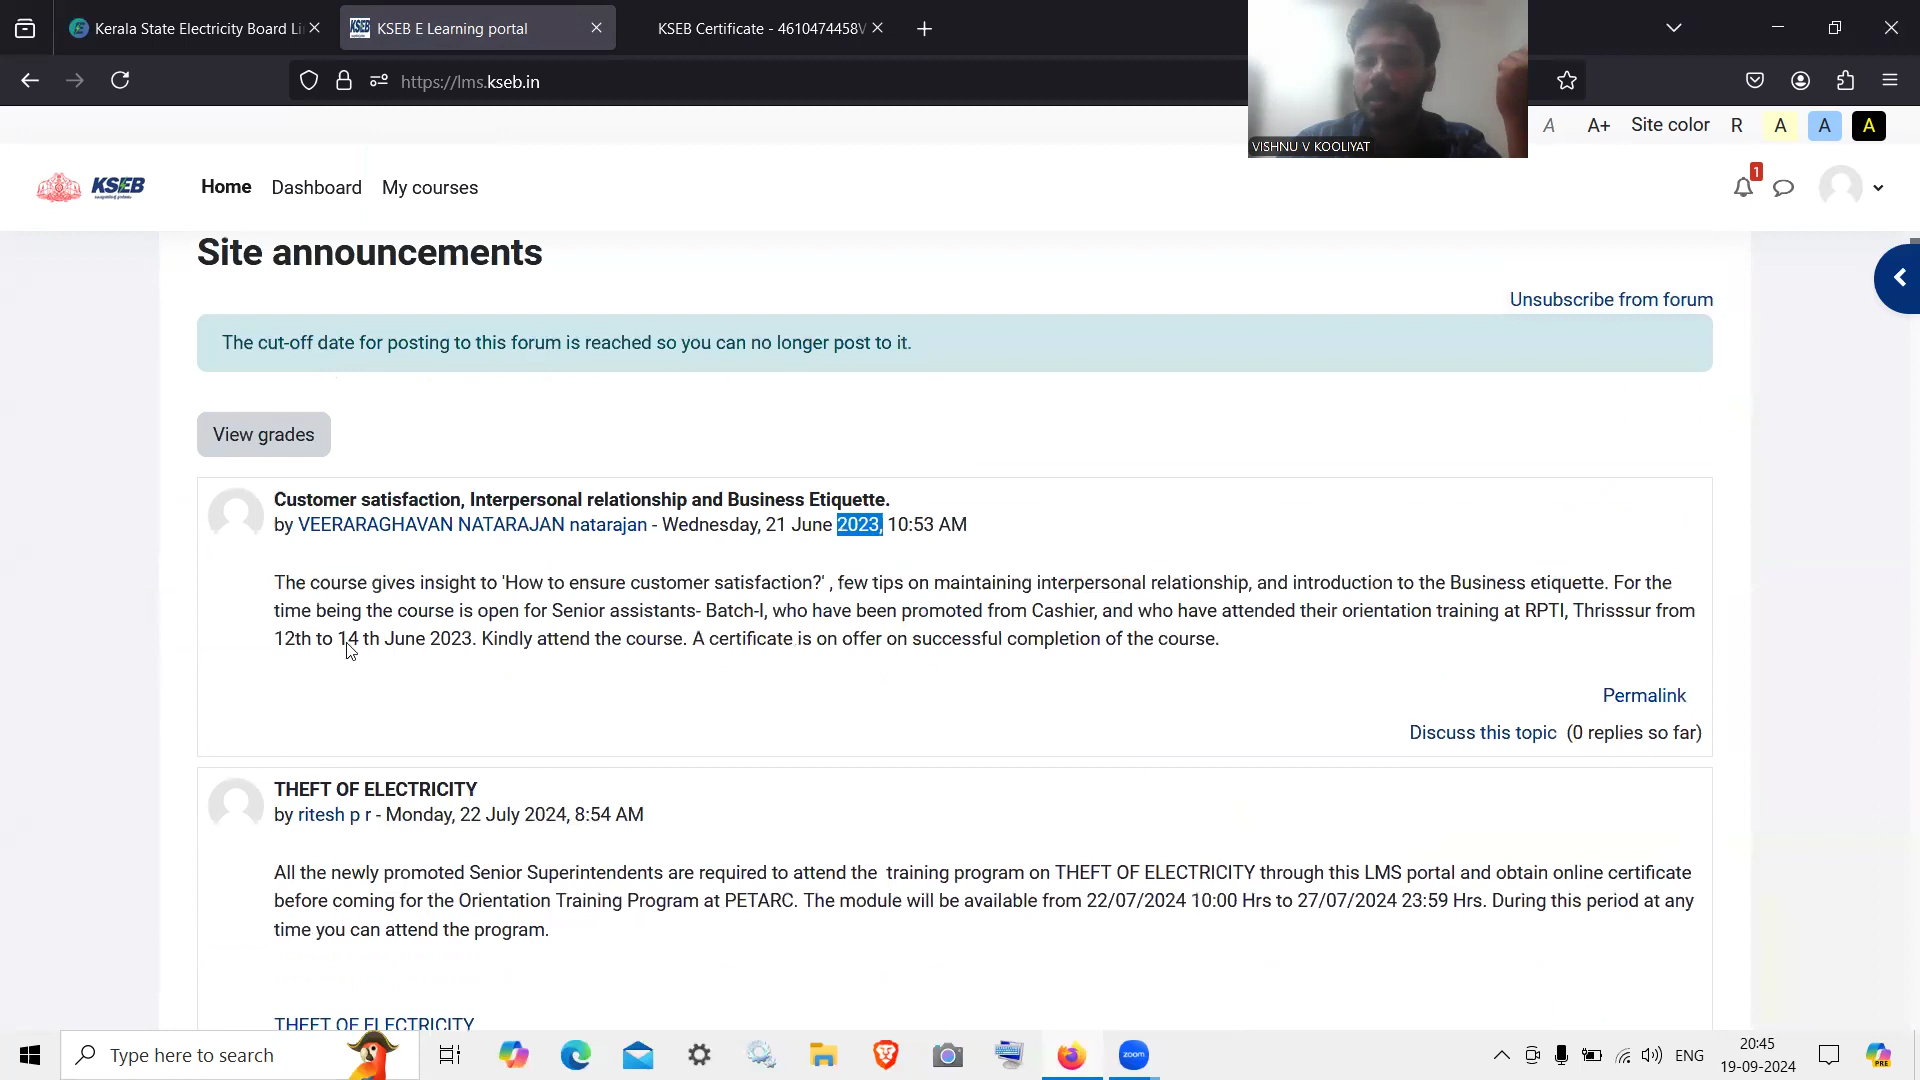 Kerala State Electricity Board Li
KSEB E Learning portal
KSEB Certificate - 4610474458V
https://lms.kseb.in
VISHNU V KOOLIYAT
A A+ Site color R A A A
KSEB
Home Dashboard My courses
1
Site announcements
Unsubscribe from forum
The cut-off date for posting to this forum is reached so you can no longer post to it.
View grades
Customer satisfaction, Interpersonal relationship and Business Etiquette.
by VEERARAGHAVAN NATARAJAN natarajan - Wednesday, 21 June 2023, 10:53 AM
The course gives insight to 'How to ensure customer satisfaction?' , few tips on maintaining interpersonal relationship, and introduction to the Business etiquette. For the
time being the course is open for Senior assistants- Batch-I, who have been promoted from Cashier, and who have attended their orientation training at RPTI, Thrisssur from
12th to 14 th June 2023. Kindly attend the course. A certificate is on offer on successful completion of the course.
Permalink
Discuss this topic (0 replies so far)
THEFT OF ELECTRICITY
by ritesh p r - Monday, 22 July 2024, 8:54 AM
All the newly promoted Senior Superintendents are required to attend the training program on THEFT OF ELECTRICITY through this LMS portal and obtain online certificate
before coming for the Orientation Training Program at PETARC. The module will be available from 22/07/2024 10:00 Hrs to 27/07/2024 23:59 Hrs. During this period at any
time you can attend the program.
THEFT OF ELECTRICITY
Type here to search
zoom
ENG
20:45
19-09-2024
PRE